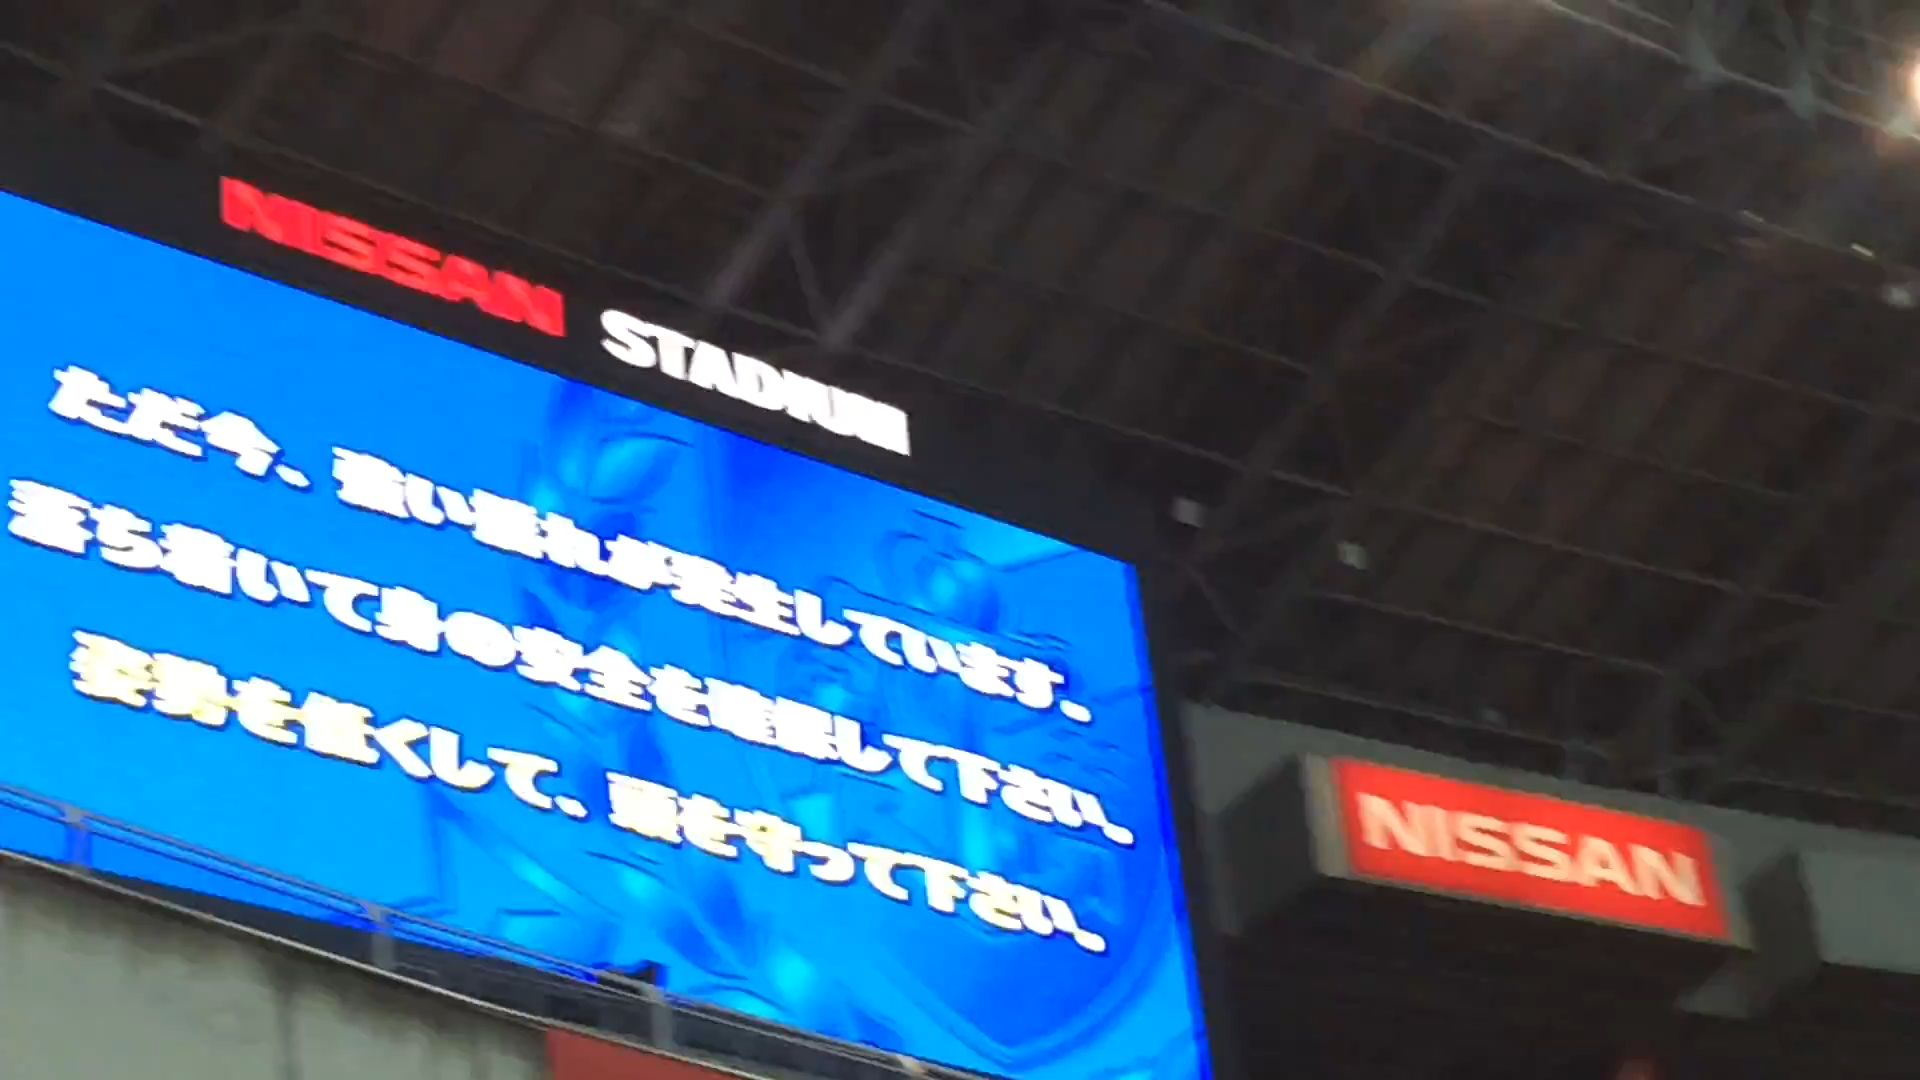 NISSAN STADIUM
ただ今、強い揺れが発生しています。
落ち着いて身の安全を確保して下さい。
姿勢を低くして、頭を守って下さい。
NISSAN